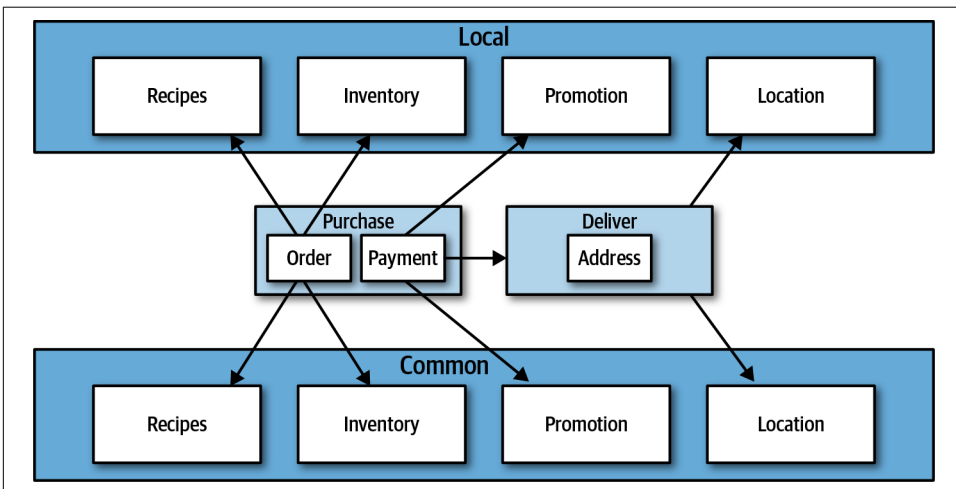 Local
Recipes
Inventory
Promotion
Location
Purchase
Order
Payment
Deliver
Address
Common
Recipes
Inventory
Promotion
Location